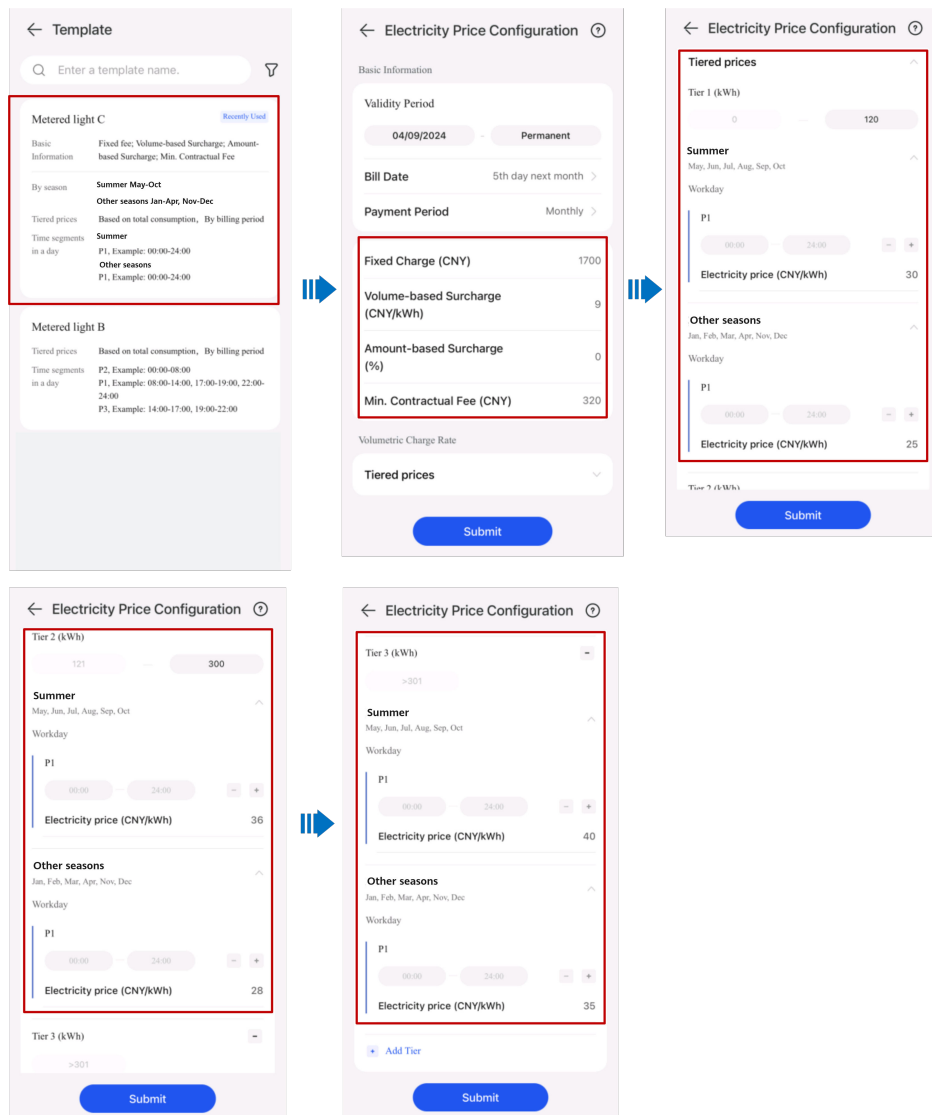 Template
Enter a template name.
Metered light C
Recently Used
Basic Information
Fixed fee; Volume-based Surcharge; Amount-
based Surcharge; Min. Contractual Fee
By season
Summer May-Oct
Other seasons Jan-Apr, Nov-Dec
Tiered prices
Based on total consumption, By billing period
Time segments in a day
Summer
P1, Example: 00:00-24:00
Other seasons
P1, Example: 00:00-24:00
Metered light B
Tiered prices
Based on total consumption, By billing period
Time segments in a day
P2, Example: 00:00-08:00
P1, Example: 08:00-14:00, 17:00-19:00, 22:00-
24:00
P3, Example: 14:00-17:00, 19:00-22:00
Electricity Price Configuration ?
Basic Information
Validity Period
04/09/2024 - Permanent
Bill Date 5th day next month >
Payment Period Monthly >
Fixed Charge (CNY) 1700
Volume-based Surcharge
(CNY/kWh) 9
Amount-based Surcharge
(%) 0
Min. Contractual Fee (CNY) 320
Volumetric Charge Rate
Tiered prices
Submit
Electricity Price Configuration ?
Tiered prices
Tier 1 (kWh)
0 — 120
Summer
May, Jun, Jul, Aug, Sep, Oct
Workday
P1
00:00 — 24:00 - +
Electricity price (CNY/kWh) 30
Other seasons
Jan, Feb, Mar, Apr, Nov, Dec
Workday
P1
00:00 — 24:00 - +
Electricity price (CNY/kWh) 25
Tier 2 (kWh)
Submit
Electricity Price Configuration ?
Tier 2 (kWh)
121 — 300
Summer
May, Jun, Jul, Aug, Sep, Oct
Workday
P1
00:00 — 24:00 - +
Electricity price (CNY/kWh) 36
Other seasons
Jan, Feb, Mar, Apr, Nov, Dec
Workday
P1
00:00 — 24:00 - +
Electricity price (CNY/kWh) 28
Tier 3 (kWh) -
>301
Submit
Electricity Price Configuration ?
Tier 3 (kWh) -
>301
Summer
May, Jun, Jul, Aug, Sep, Oct
Workday
P1
00:00 — 24:00 - +
Electricity price (CNY/kWh) 40
Other seasons
Jan, Feb, Mar, Apr, Nov, Dec
Workday
P1
00:00 — 24:00 - +
Electricity price (CNY/kWh) 35
+ Add Tier
Submit